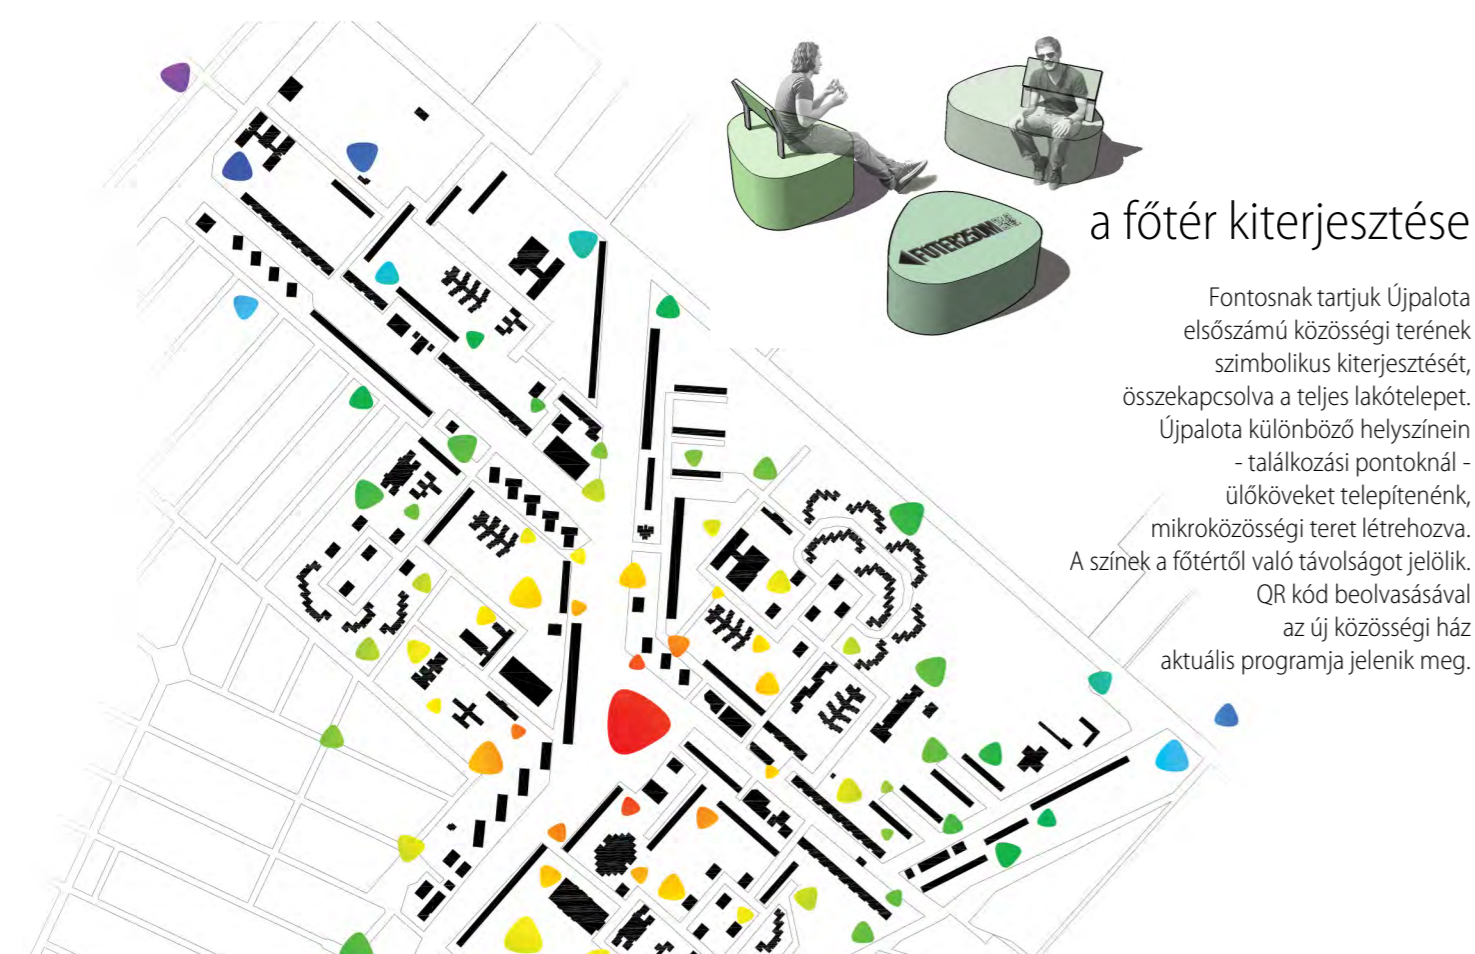 FOTER250M
a főtér kiterjesztése
Fontosnak tartjuk Újpalota
elsőszámú közösségi terének
szimbolikus kiterjesztését,
összekapcsolva a teljes lakótelepet.
Újpalota különböző helyszínein
- találkozási pontoknál -
ülőköveket telepítenénk,
mikroközösségi teret létrehozva.
A színek a főtértől való távolságot jelölik.
QR kód beolvasásával
az új közösségi ház
aktuális programja jelenik meg.